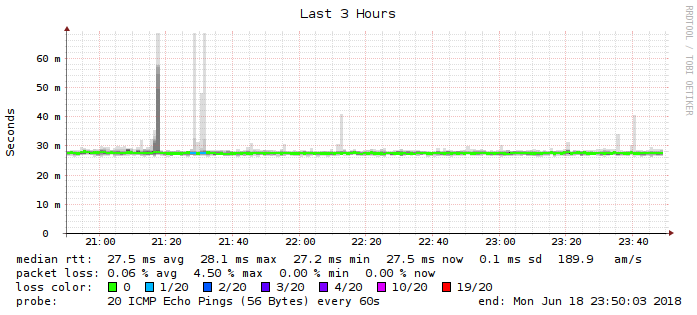 Last 3 Hours
RRDTOOL / TOBI OETIKER
Seconds
60 m
50 m
40 m
30 m
20 m
10 m
0
21:00 21:20 21:40 22:00 22:20 22:40 23:00 23:20 23:40
median rtt: 27.5 ms avg 28.1 ms max 27.2 ms min 27.5 ms now 0.1 ms sd 189.9 am/s
packet loss: 0.06 % avg 4.50 % max 0.00 % min 0.00 % now
loss color: 0 1/20 2/20 3/20 4/20 10/20 19/20
probe: 20 ICMP Echo Pings (56 Bytes) every 60s end: Mon Jun 18 23:50:03 2018